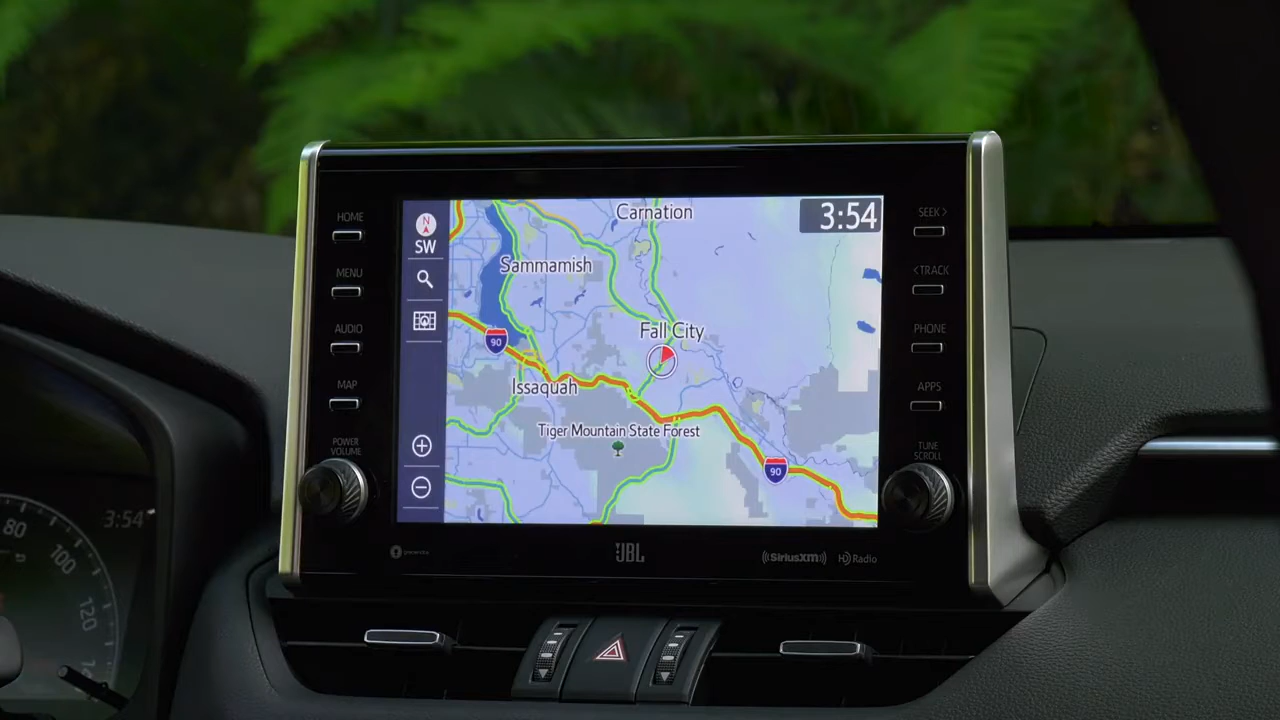 HOME
MENU
AUDIO
MAP
POWER
VOLUME
N
SW
Carnation
3:54
Sammamish
Fall City
90
Issaquah
Tiger Mountain State Forest
90
SEEK>
<TRACK
PHONE
APPS
TUNE
SCROLL
JBL
((SiriusXM))
HD Radio
3:54
80
100
120